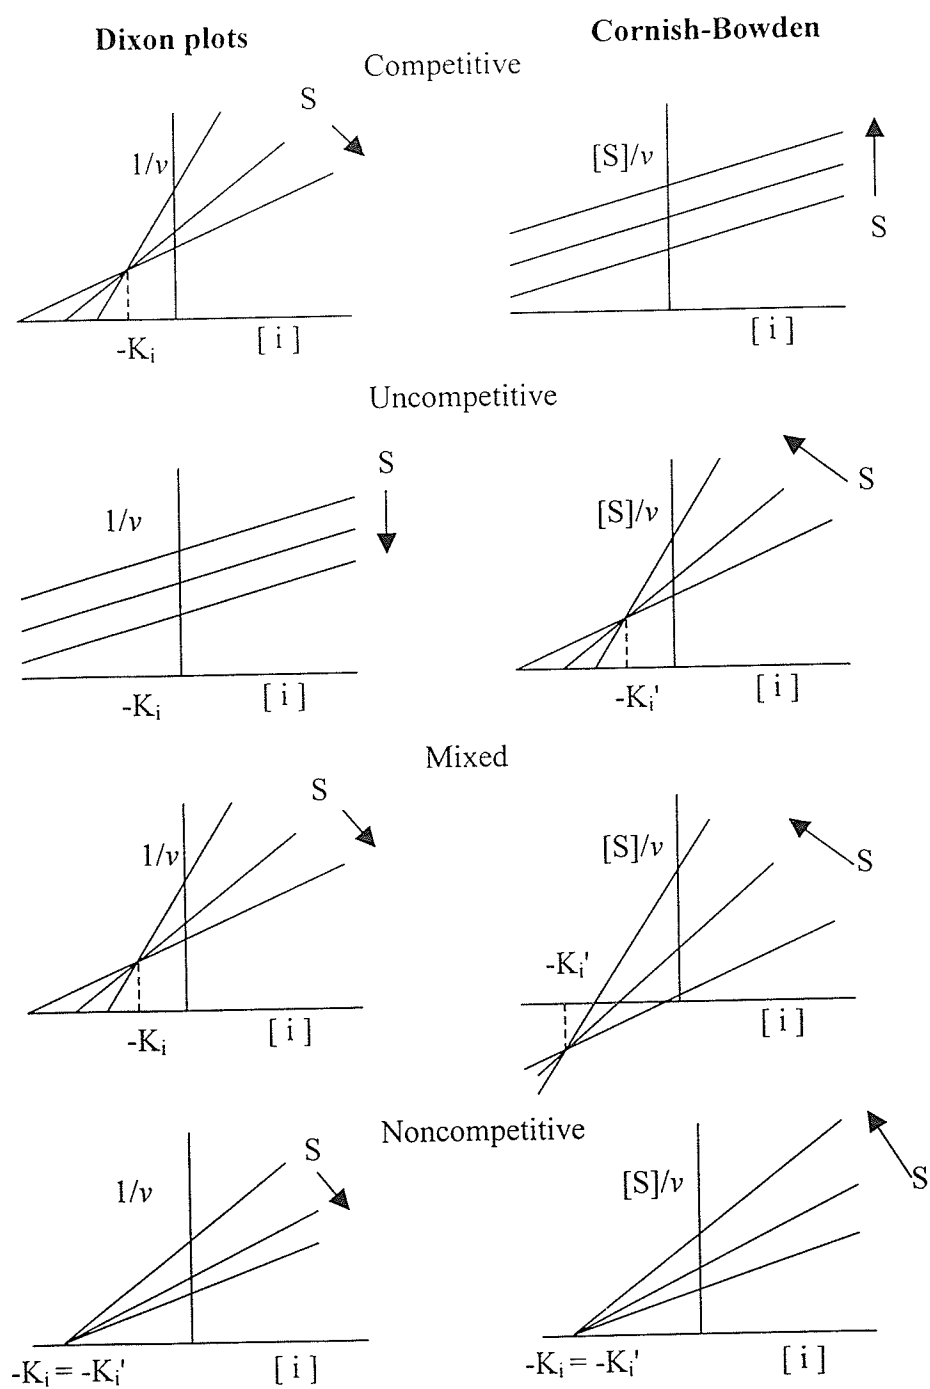 Dixon plots Cornish-Bowden
Competitive
S
1/v
[S]/v
S
-Ki [ i ]
[ i ]
Uncompetitive
S
1/v
[S]/v
S
-Ki [ i ]
-Ki' [ i ]
Mixed
S
1/v
[S]/v
S
-Ki'
-Ki [ i ]
[ i ]
Noncompetitive
S
1/v
[S]/v
S
-Ki = -Ki' [ i ]
-Ki = -Ki' [ i ]